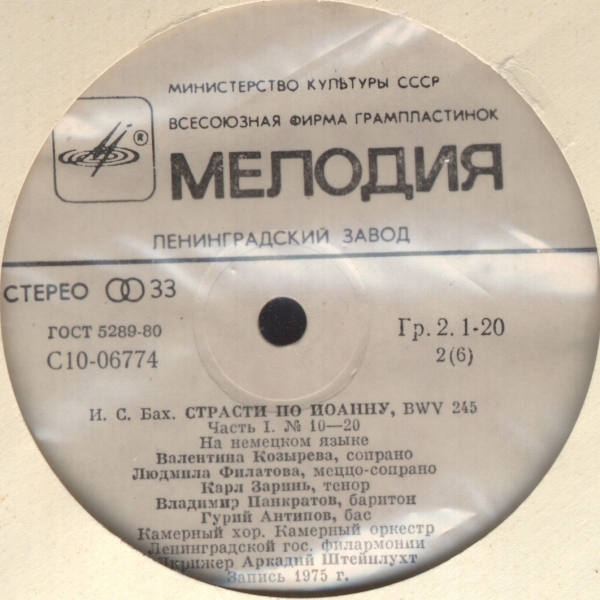 МИНИСТЕРСТВО КУЛЬТУРЫ СССР
ВСЕСОЮЗНАЯ ФИРМА ГРАМПЛАСТИНОК
®
МЕЛОДИЯ
ЛЕНИНГРАДСКИЙ ЗАВОД
СТЕРЕО 33
ГОСТ 5289-80
Гр. 2. 1-20
С10-06774
2(6)
И. С. Бах. СТРАСТИ ПО ИОАННУ, BWV 245
Часть I. № 10—20
На немецком языке
Валентина Козырева, сопрано
Людмила Филатова, меццо-сопрано
Карл Заринь, тенор
Владимир Панкратов, баритон
Гурий Антипов, бас
Камерный хор. Камерный оркестр
Ленинградской гос. филармонии
Дирижер Аркадий Штейнлухт
Запись 1975 г.